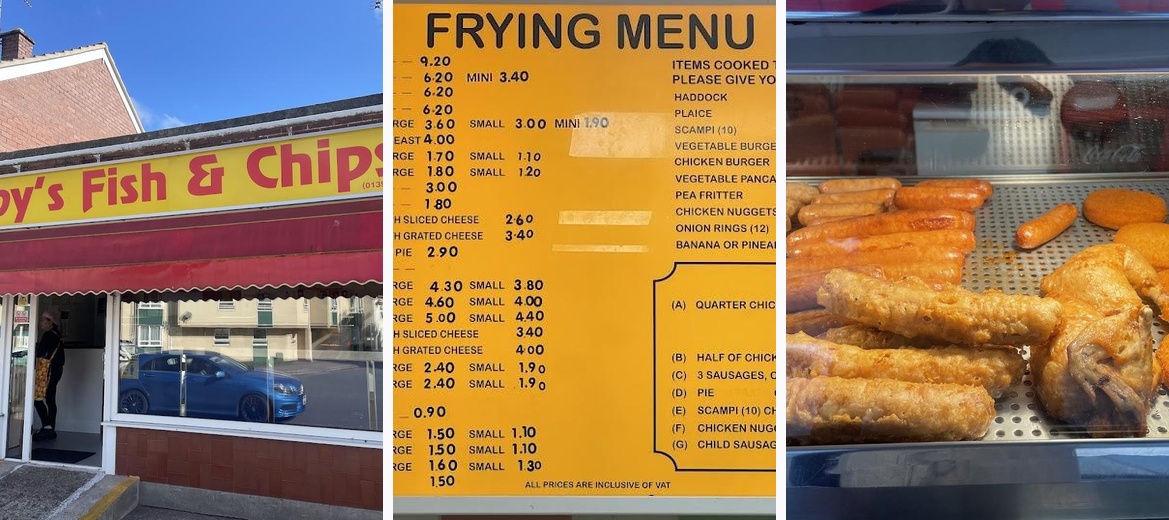 oy's Fish & Chips
FRYING MENU
9.20
6.20 MINI 3.40
6.20
6.20
RGE 3.60 SMALL 3.00 MINI 1.90
EAST 4.00
RGE 1.70 SMALL 1.10
RGE 1.80 SMALL 1.20
3.00
1.80
H SLICED CHEESE 2.60
H GRATED CHEESE 3.40
PIE 2.90
RGE 4.30 SMALL 3.80
RGE 4.60 SMALL 4.00
RGE 5.00 SMALL 4.40
H SLICED CHEESE 3.40
H GRATED CHEESE 4.00
RGE 2.40 SMALL 1.90
RGE 2.40 SMALL 1.90
0.90
RGE 1.50 SMALL 1.10
RGE 1.50 SMALL 1.10
RGE 1.60 SMALL 1.30
1.50
ALL PRICES ARE INCLUSIVE OF VAT
ITEMS COOKED T
PLEASE GIVE YO
HADDOCK
PLAICE
SCAMPI (10)
VEGETABLE BURGE
CHICKEN BURGER
VEGETABLE PANCA
PEA FRITTER
CHICKEN NUGGETS
ONION RINGS (12)
BANANA OR PINEA
(A) QUARTER CHIC
(B) HALF OF CHICK
(C) 3 SAUSAGES, C
(D) PIE
(E) SCAMPI (10) CH
(F) CHICKEN NUGG
(G) CHILD SAUSAG
Coca-Cola